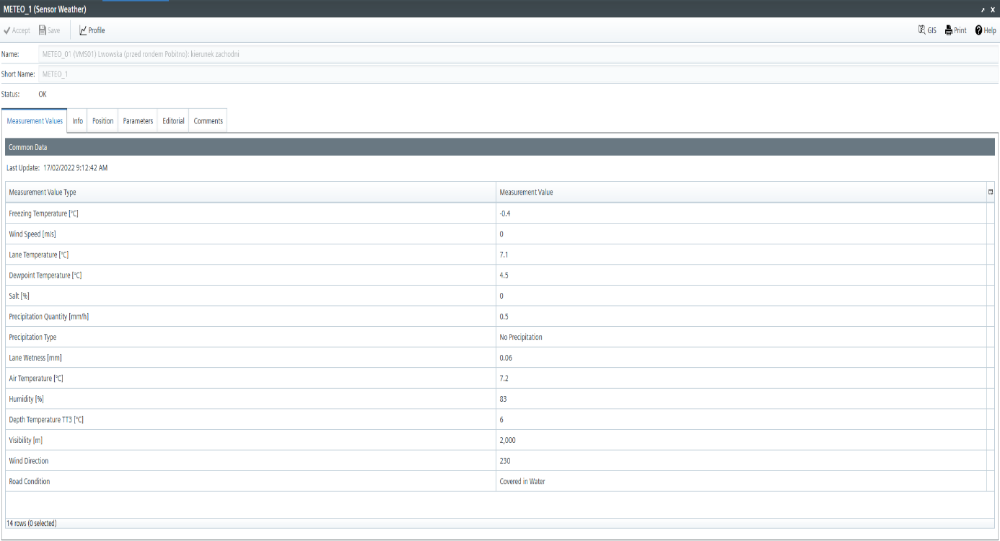 METEO_1 (Sensor Weather)
Accept Save Profile GIS Print Help
Name: METEO_01 (VMS01) Lwowska (przed rondem Pobitno): kierunek zachodni
Short Name: METEO_1
Status: OK
Measurement Values Info Position Parameters Editorial Comments
Common Data
Last Update: 17/02/2022 9:12:42 AM
Measurement Value Type Measurement Value
Freezing Temperature [°C] -0.4
Wind Speed [m/s] 0
Lane Temperature [°C] 7.1
Dewpoint Temperature [°C] 4.5
Salt [%] 0
Precipitation Quantity [mm/h] 0.5
Precipitation Type No Precipitation
Lane Wetness [mm] 0.06
Air Temperature [°C] 7.2
Humidity [%] 83
Depth Temperature TT3 [°C] 6
Visibility [m] 2,000
Wind Direction 230
Road Condition Covered in Water
14 rows (0 selected)